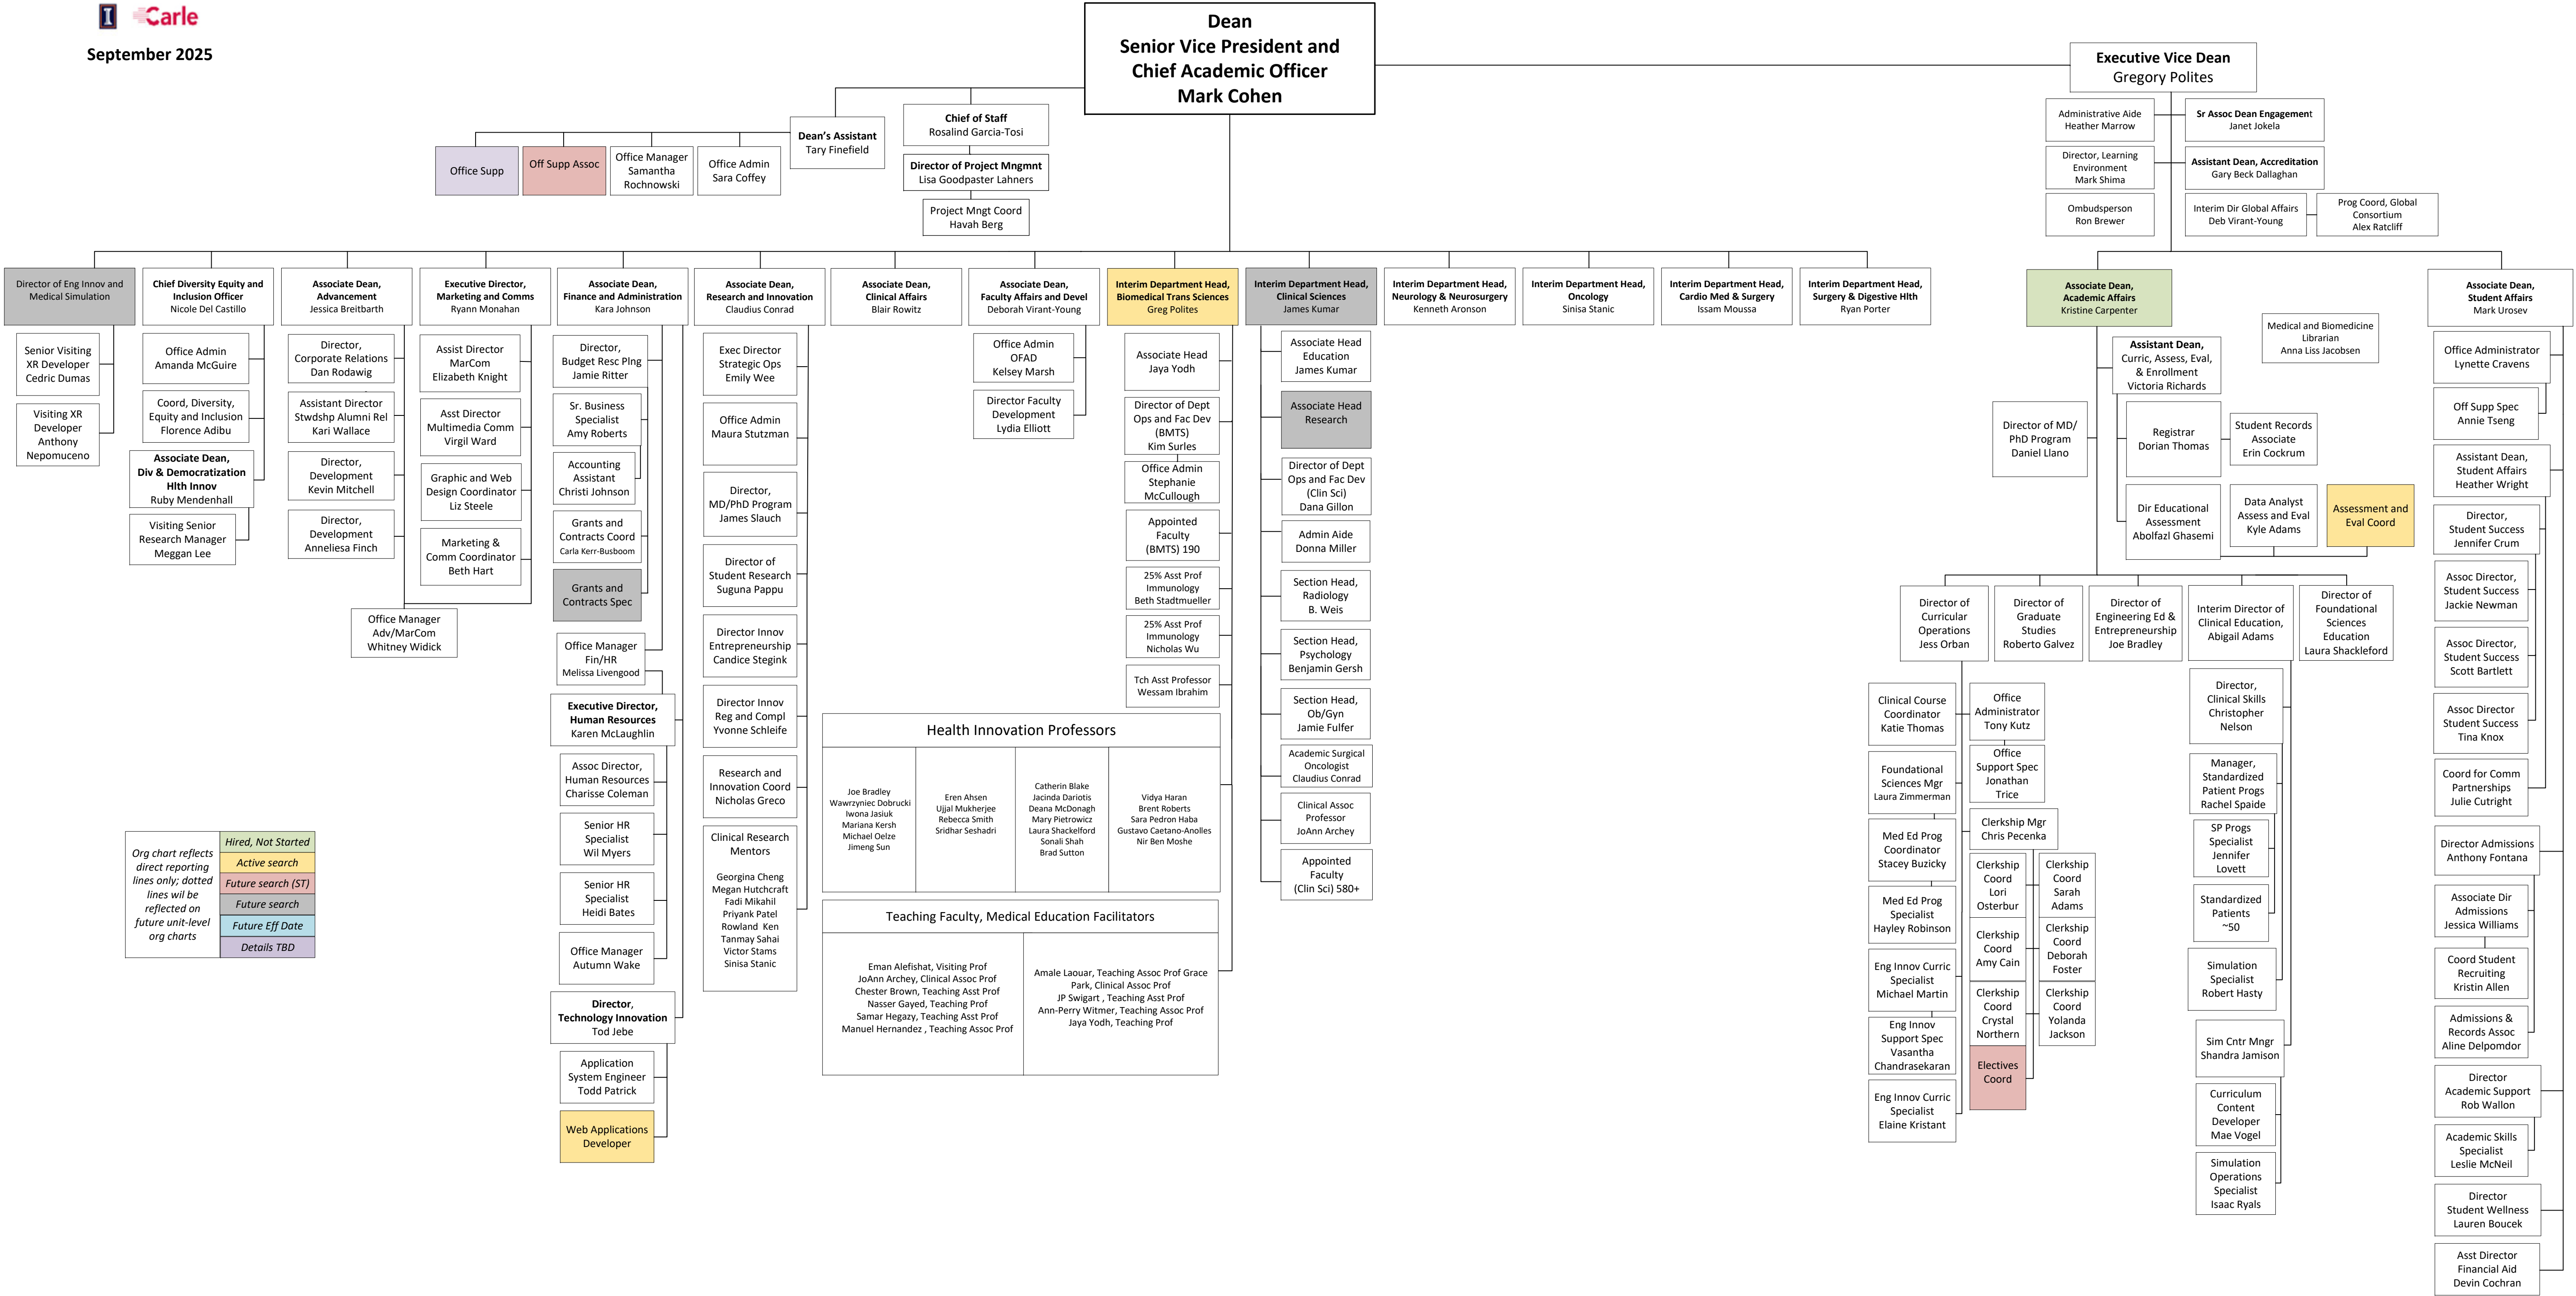 I
Carle
September 2025
Dean
Senior Vice President and
Chief Academic Officer
Mark Cohen
Executive Vice Dean
Gregory Polites
Administrative Aide
Heather Marrow
Sr Assoc Dean Engagement
Janet Jokela
Director, Learning
Environment
Mark Shima
Assistant Dean, Accreditation
Gary Beck Dallaghan
Ombudsperson
Ron Brewer
Interim Dir Global Affairs
Deb Virant-Young
Prog Coord, Global
Consortium
Alex Ratcliff
Chief of Staff
Rosalind Garcia-Tosi
Director of Project Mngmnt
Lisa Goodpaster Lahners
Project Mngt Coord
Havah Berg
Dean's Assistant
Tary Finefield
Office Supp
Off Supp Assoc
Office Manager
Samantha
Rochnowski
Office Admin
Sara Coffey
Director of Eng Innov and
Medical Simulation
Senior Visiting
XR Developer
Cedric Dumas
Visiting XR
Developer
Anthony
Nepomuceno
Chief Diversity Equity and
Inclusion Officer
Nicole Del Castillo
Office Admin
Amanda McGuire
Coord, Diversity,
Equity and Inclusion
Florence Adibu
Associate Dean,
Div & Democratization
Hlth Innov
Ruby Mendenhall
Visiting Senior
Research Manager
Meggan Lee
Associate Dean,
Advancement
Jessica Breitbarth
Director,
Corporate Relations
Dan Rodawig
Assistant Director
Stwdshp Alumni Rel
Kari Wallace
Director,
Development
Kevin Mitchell
Director,
Development
Anneliesa Finch
Office Manager
Adv/MarCom
Whitney Widick
Executive Director,
Marketing and Comms
Ryann Monahan
Assist Director
MarCom
Elizabeth Knight
Asst Director
Multimedia Comm
Virgil Ward
Graphic and Web
Design Coordinator
Liz Steele
Marketing &
Comm Coordinator
Beth Hart
Associate Dean,
Finance and Administration
Kara Johnson
Director,
Budget Resc Plng
Jamie Ritter
Sr. Business
Specialist
Amy Roberts
Accounting
Assistant
Christi Johnson
Grants and
Contracts Coord
Carla Kerr-Busboom
Grants and
Contracts Spec
Office Manager
Fin/HR
Melissa Livengood
Executive Director,
Human Resources
Karen McLaughlin
Assoc Director,
Human Resources
Charisse Coleman
Senior HR
Specialist
Wil Myers
Senior HR
Specialist
Heidi Bates
Office Manager
Autumn Wake
Director,
Technology Innovation
Tod Jebe
Application
System Engineer
Todd Patrick
Web Applications
Developer
Associate Dean,
Research and Innovation
Claudius Conrad
Exec Director
Strategic Ops
Emily Wee
Office Admin
Maura Stutzman
Director,
MD/PhD Program
James Slauch
Director of
Student Research
Suguna Pappu
Director Innov
Entrepreneurship
Candice Stegink
Director Innov
Reg and Compl
Yvonne Schleife
Research and
Innovation Coord
Nicholas Greco
Clinical Research
Mentors
Georgina Cheng
Megan Hutchcraft
Fadi Mikahil
Priyank Patel
Rowland Ken
Tanmay Sahai
Victor Stams
Sinisa Stanic
Associate Dean,
Clinical Affairs
Blair Rowitz
Associate Dean,
Faculty Affairs and Devel
Deborah Virant-Young
Office Admin
OFAD
Kelsey Marsh
Director Faculty
Development
Lydia Elliott
Interim Department Head,
Biomedical Trans Sciences
Greg Polites
Associate Head
Jaya Yodh
Director of Dept
Ops and Fac Dev
(BMTS)
Kim Surles
Office Admin
Stephanie
McCullough
Appointed
Faculty
(BMTS) 190
25% Asst Prof
Immunology
Beth Stadtmueller
25% Asst Prof
Immunology
Nicholas Wu
Tch Asst Professor
Wessam Ibrahim
Health Innovation Professors
Joe Bradley
Wawrzyniec Dobrucki
Iwona Jasiuk
Mariana Kersh
Michael Oelze
Jimeng Sun
Eren Ahsen
Ujjal Mukherjee
Rebecca Smith
Sridhar Seshadri
Catherin Blake
Jacinda Dariotis
Deana McDonagh
Mary Pietrowicz
Laura Shackelford
Sonali Shah
Brad Sutton
Vidya Haran
Brent Roberts
Sara Pedron Haba
Gustavo Caetano-Anolles
Nir Ben Moshe
Teaching Faculty, Medical Education Facilitators
Eman Alefishat, Visiting Prof
JoAnn Archey, Clinical Assoc Prof
Chester Brown, Teaching Asst Prof
Nasser Gayed, Teaching Prof
Samar Hegazy, Teaching Asst Prof
Manuel Hernandez , Teaching Assoc Prof
Amale Laouar, Teaching Assoc Prof Grace
Park, Clinical Assoc Prof
JP Swigart , Teaching Asst Prof
Ann-Perry Witmer, Teaching Assoc Prof
Jaya Yodh, Teaching Prof
Interim Department Head,
Clinical Sciences
James Kumar
Associate Head
Education
James Kumar
Associate Head
Research
Director of Dept
Ops and Fac Dev
(Clin Sci)
Dana Gillon
Admin Aide
Donna Miller
Section Head,
Radiology
B. Weis
Section Head,
Psychology
Benjamin Gersh
Section Head,
Ob/Gyn
Jamie Fulfer
Academic Surgical
Oncologist
Claudius Conrad
Clinical Assoc
Professor
JoAnn Archey
Appointed
Faculty
(Clin Sci) 580+
Interim Department Head,
Neurology & Neurosurgery
Kenneth Aronson
Interim Department Head,
Oncology
Sinisa Stanic
Interim Department Head,
Cardio Med & Surgery
Issam Moussa
Interim Department Head,
Surgery & Digestive Hlth
Ryan Porter
Associate Dean,
Academic Affairs
Kristine Carpenter
Medical and Biomedicine
Librarian
Anna Liss Jacobsen
Assistant Dean,
Curric, Assess, Eval,
& Enrollment
Victoria Richards
Director of MD/
PhD Program
Daniel Llano
Registrar
Dorian Thomas
Student Records
Associate
Erin Cockrum
Dir Educational
Assessment
Abolfazl Ghasemi
Data Analyst
Assess and Eval
Kyle Adams
Assessment and
Eval Coord
Director of
Curricular
Operations
Jess Orban
Director of
Graduate
Studies
Roberto Galvez
Director of
Engineering Ed &
Entrepreneurship
Joe Bradley
Interim Director of
Clinical Education,
Abigail Adams
Director of
Foundational
Sciences
Education
Laura Shackleford
Clinical Course
Coordinator
Katie Thomas
Foundational
Sciences Mgr
Laura Zimmerman
Med Ed Prog
Coordinator
Stacey Buzicky
Med Ed Prog
Specialist
Hayley Robinson
Eng Innov Curric
Specialist
Michael Martin
Eng Innov
Support Spec
Vasantha
Chandrasekaran
Eng Innov Curric
Specialist
Elaine Kristant
Office
Administrator
Tony Kutz
Office
Support Spec
Jonathan
Trice
Clerkship Mgr
Chris Pecenka
Clerkship
Coord
Lori
Osterbur
Clerkship
Coord
Sarah
Adams
Clerkship
Coord
Amy Cain
Clerkship
Coord
Deborah
Foster
Clerkship
Coord
Crystal
Northern
Clerkship
Coord
Yolanda
Jackson
Electives
Coord
Director,
Clinical Skills
Christopher
Nelson
Manager,
Standardized
Patient Progs
Rachel Spaide
SP Progs
Specialist
Jennifer
Lovett
Standardized
Patients
~50
Simulation
Specialist
Robert Hasty
Sim Cntr Mngr
Shandra Jamison
Curriculum
Content
Developer
Mae Vogel
Simulation
Operations
Specialist
Isaac Ryals
Associate Dean,
Student Affairs
Mark Urosev
Office Administrator
Lynette Cravens
Off Supp Spec
Annie Tseng
Assistant Dean,
Student Affairs
Heather Wright
Director,
Student Success
Jennifer Crum
Assoc Director,
Student Success
Jackie Newman
Assoc Director,
Student Success
Scott Bartlett
Assoc Director
Student Success
Tina Knox
Coord for Comm
Partnerships
Julie Cutright
Director Admissions
Anthony Fontana
Associate Dir
Admissions
Jessica Williams
Coord Student
Recruiting
Kristin Allen
Admissions &
Records Assoc
Aline Delpomdor
Director
Academic Support
Rob Wallon
Academic Skills
Specialist
Leslie McNeil
Director
Student Wellness
Lauren Boucek
Asst Director
Financial Aid
Devin Cochran
Org chart reflects
direct reporting
lines only; dotted
lines wil be
reflected on
future unit-level
org charts
Hired, Not Started
Active search
Future search (ST)
Future search
Future Eff Date
Details TBD